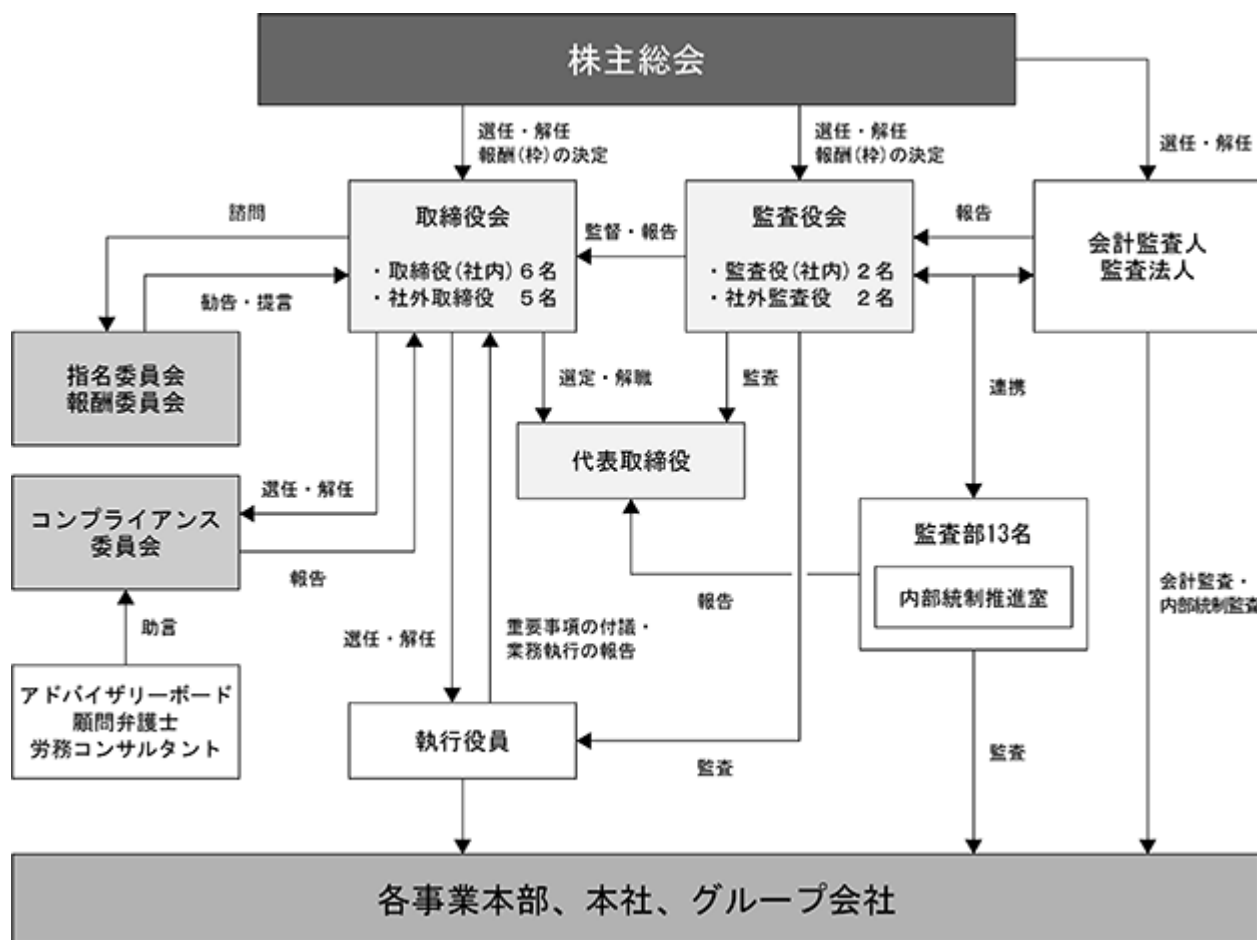 株主総会
選任・解任
報酬(枠)の決定
選任・解任
報酬(枠)の決定
選任・解任
諮問
取締役会
・取締役(社内)6名
・社外取締役 5名
監督・報告
監査役会
・監査役(社内)2名
・社外監査役 2名
報告
会計監査人
監査法人
勧告・提言
指名委員会
報酬委員会
選定・解職
監査
連携
代表取締役
選任・解任
コンプライアンス
委員会
報告
監査部13名
内部統制推進室
報告
会計監査・
内部統制監査
助言
選任・解任
重要事項の付議・
業務執行の報告
アドバイザリーボード
顧問弁護士
労務コンサルタント
執行役員
監査
監査
各事業本部、本社、グループ会社